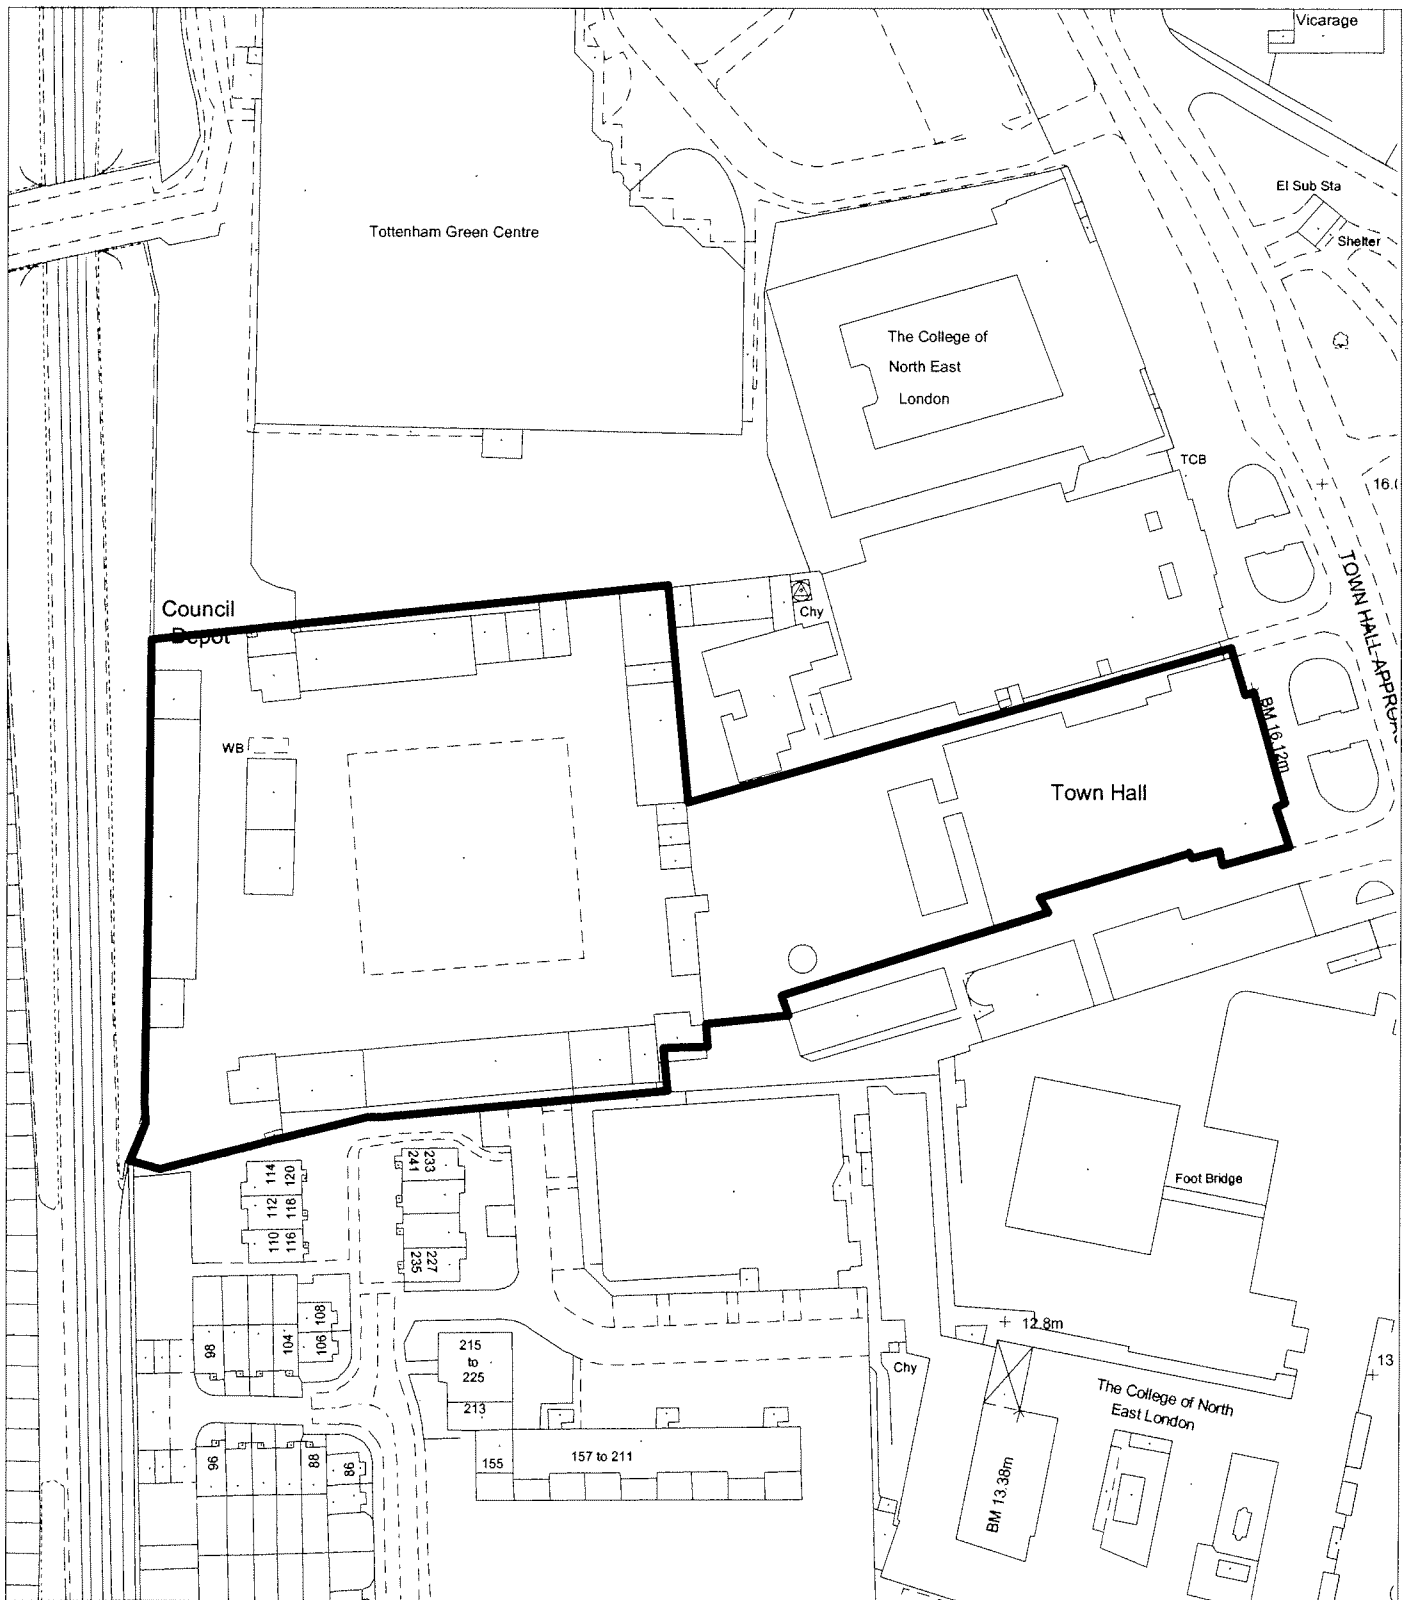 Vicarage
El Sub Sta
Shelter
Tottenham Green Centre
The College of
North East
London
TCB
16.0
TOWN HALL APPROAC
Council
Depot
Chy
WB
BM 16.12m
Town Hall
114
120
112
118
110
116
241
233
235
227
Foot Bridge
108
106
104
98
12.8m
13
215
to
225
213
Chy
The College of North
East London
96
88
86
155
157 to 211
BM 13.38m